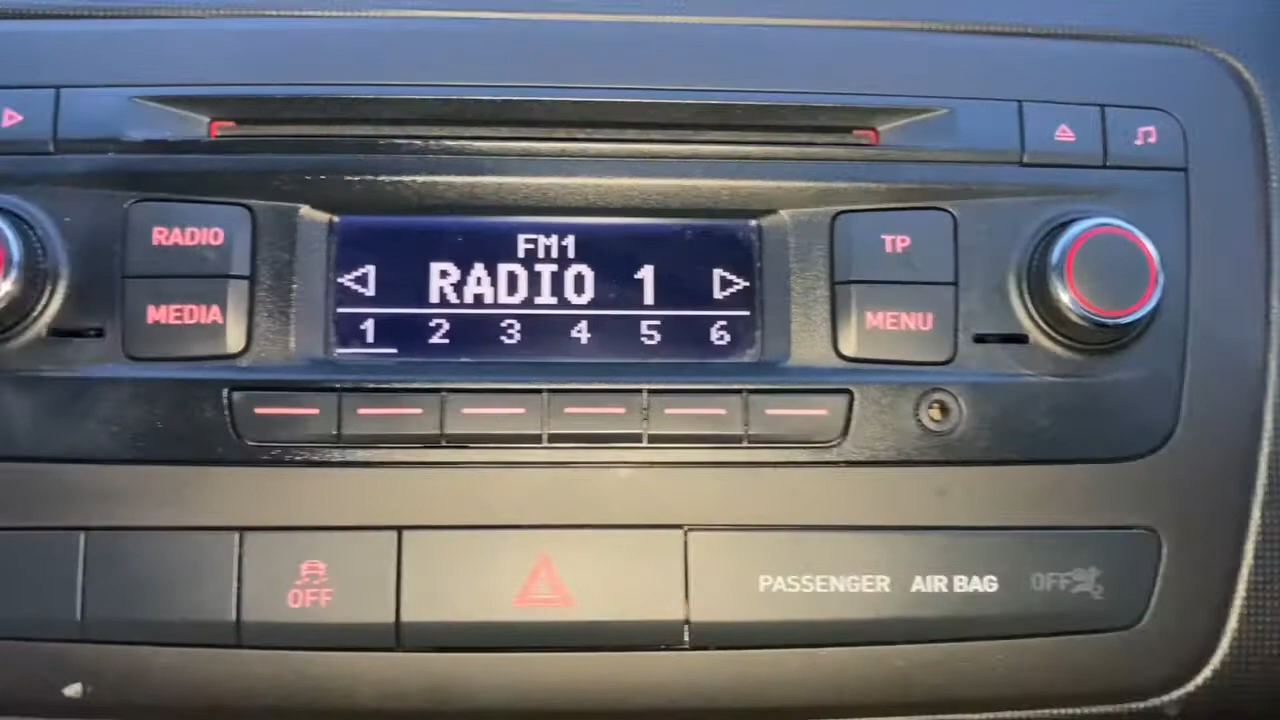 RADIO
MEDIA
FM1
RADIO 1
1 2 3 4 5 6
TP
MENU
OFF
PASSENGER AIR BAG OFF